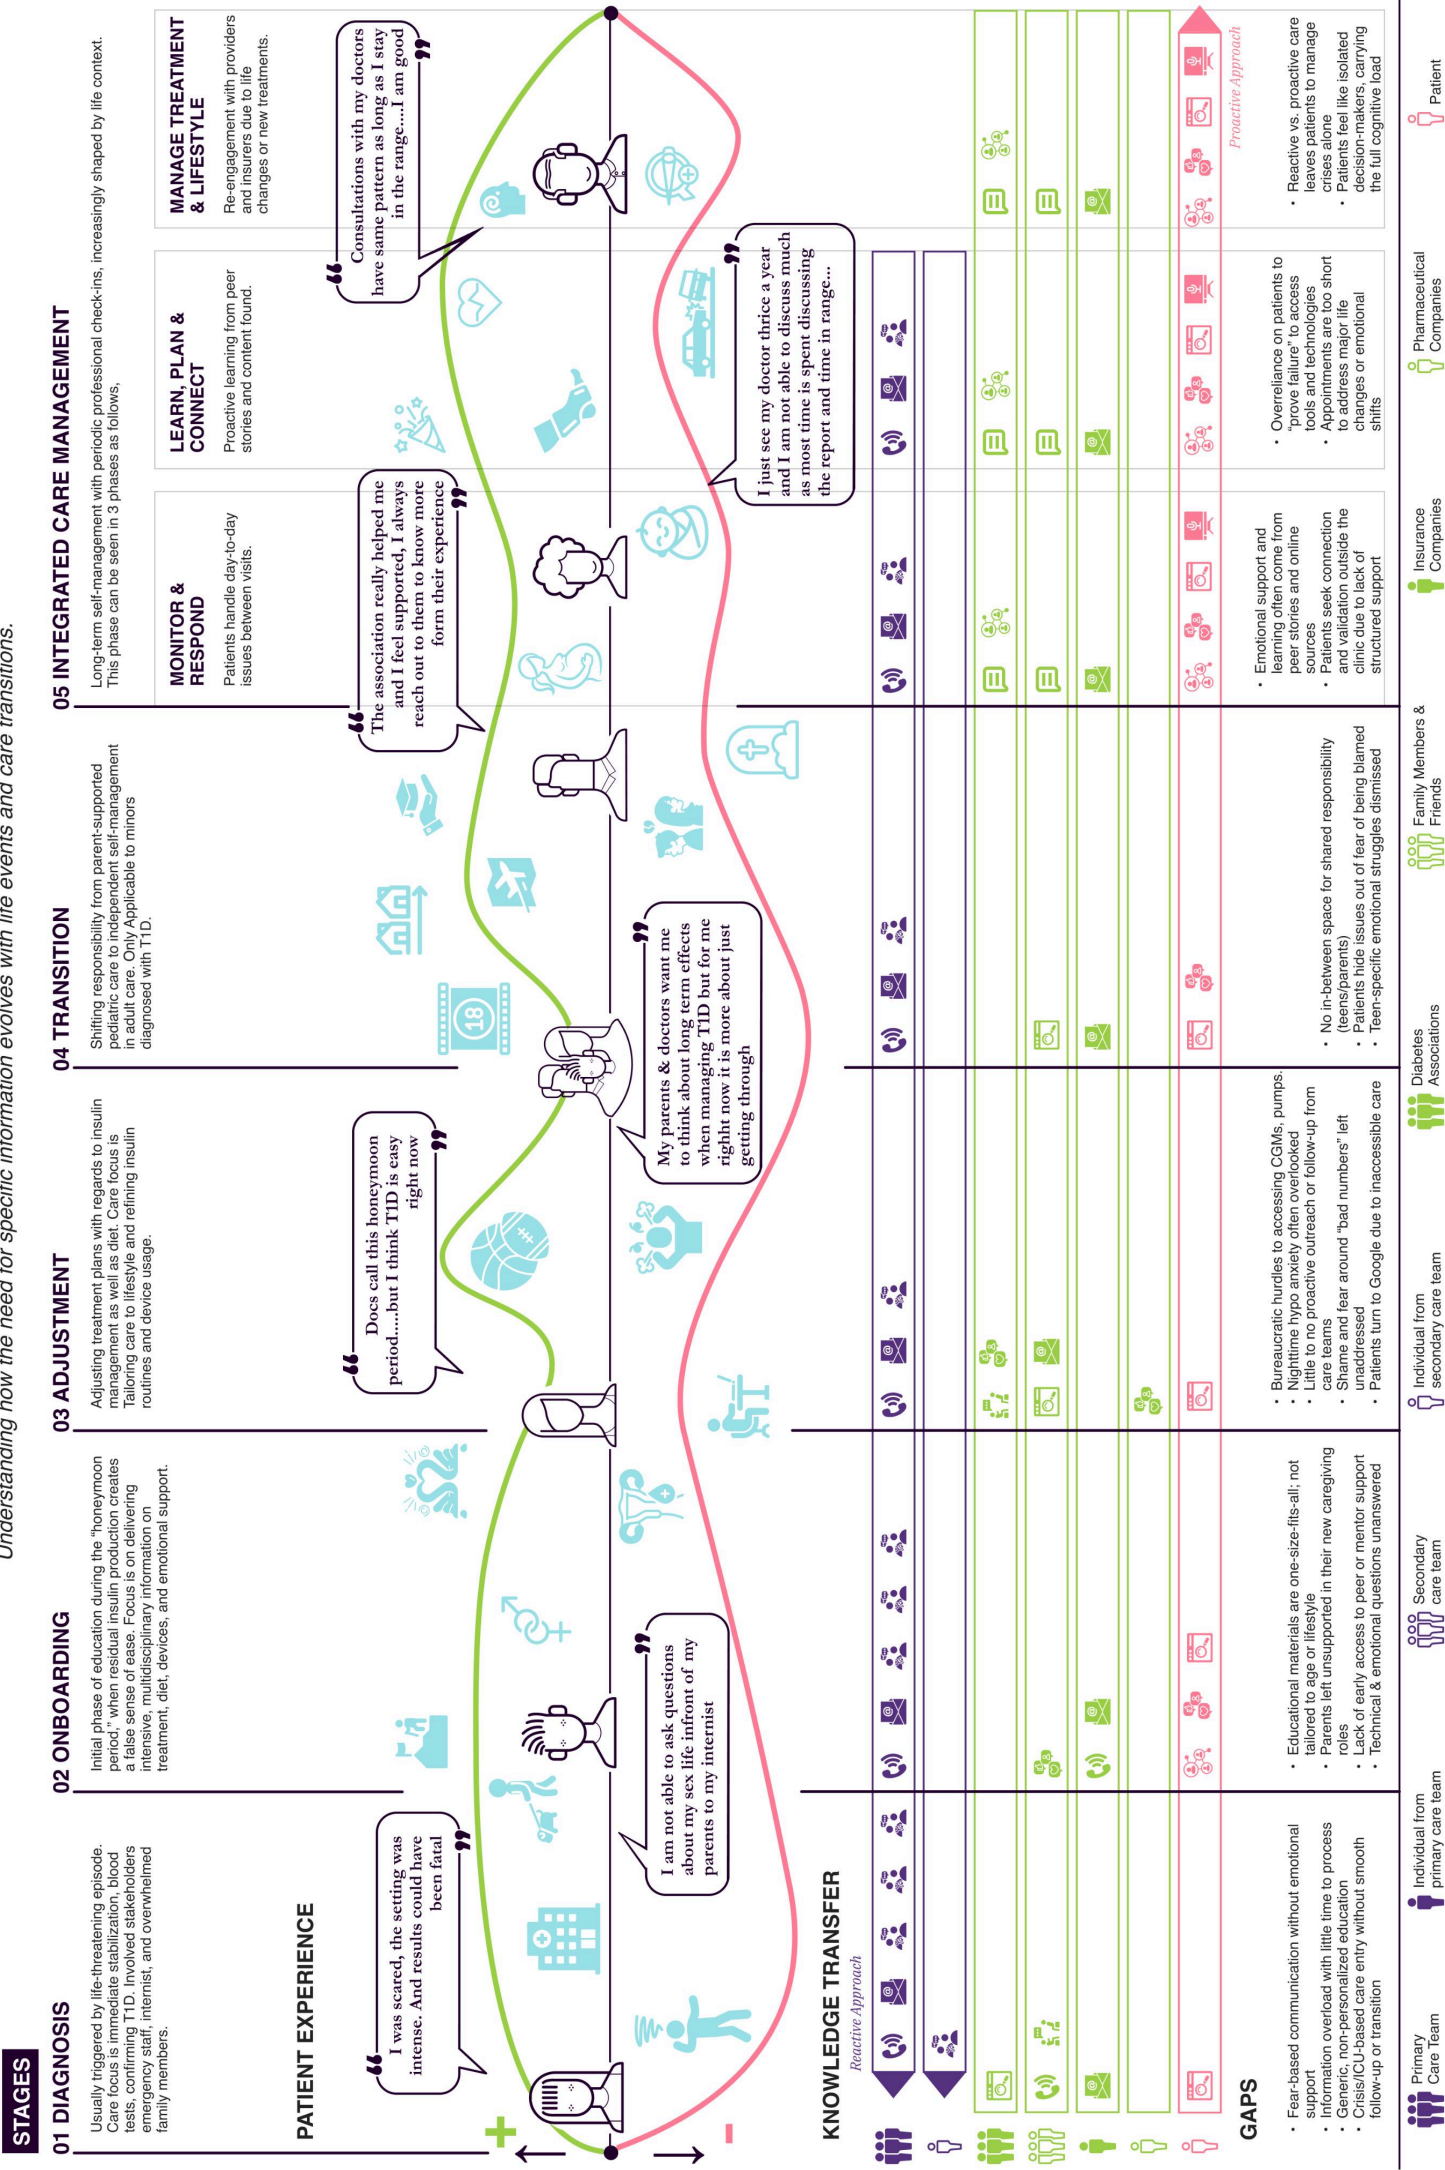 Understanding how the need for specific information evolves with life events and care transitions.
STAGES
01 DIAGNOSIS
Usually triggered by life-threatening episode.
Care focus is immediate stabilization, blood
tests, confirming T1D. Involved stakeholders
emergency staff, internist, and overwhelmed
family members.
02 ONBOARDING
Initial phase of education during the “honeymoon
period,” when residual insulin production creates
a false sense of ease. Focus is on delivering
intensive, multidisciplinary information on
treatment, diet, devices, and emotional support.
03 ADJUSTMENT
Adjusting treatment plans with regards to insulin
management as well as diet. Care focus is
Tailoring care to lifestyle and refining insulin
routines and device usage.
04 TRANSITION
Shifting responsibility from parent-supported
pediatric care to independent self-management
in adult care. Only Applicable to minors
diagnosed with T1D.
05 INTEGRATED CARE MANAGEMENT
Long-term self-management with periodic professional check-ins, increasingly shaped by life context.
This phase can be seen in 3 phases as follows,
MONITOR &
RESPOND
Patients handle day-to-day
issues between visits.
LEARN, PLAN &
CONNECT
Proactive learning from peer
stories and content found.
MANAGE TREATMENT
& LIFESTYLE
Re-engagement with providers
and insurers due to life
changes or new treatments.
PATIENT EXPERIENCE
+
-
“
I was scared, the setting was
intense. And results could have
been fatal
”
“
I am not able to ask questions
about my sex life infront of my
parents to my internist
”
“
Docs call this honeymoon
period.....but I think T1D is easy
right now
”
“
My parents & doctors want me
to think about long term effects
when managing T1D but for me
righht now it is more about just
getting through
”
18
“
The association really helped me
and I feel supported, I always
reach out to them to know more
form their experience
”
“
I just see my doctor thrice a year
and I am not able to discuss much
as most time is spent discussing
the report and time in range...
”
“
Consultations with my doctors
have same pattern as long as I stay
in the range....I am good
”
KNOWLEDGE TRANSFER
Reactive Approach
Proactive Approach
GAPS
• Fear-based communication without emotional
support
• Information overload with little time to process
• Generic, non-personalized education
• Crisis/ICU-based care entry without smooth
follow-up or transition
• Educational materials are one-size-fits-all; not
tailored to age or lifestyle
• Parents left unsupported in their new caregiving
roles
• Lack of early access to peer or mentor support
• Technical & emotional questions unanswered
• Bureaucratic hurdles to accessing CGMs, pumps.
• Nighttime hypo anxiety often overlooked
• Little to no proactive outreach or follow-up from
care teams
• Shame and fear around “bad numbers” left
unaddressed
• Patients turn to Google due to inaccessible care
• No in-between space for shared responsibility
(teens/parents)
• Patients hide issues out of fear of being blamed
• Teen-specific emotional struggles dismissed
• Emotional support and
learning often come from
peer stories and online
sources
• Patients seek connection
and validation outside the
clinic due to lack of
structured support
• Overreliance on patients to
“prove failure” to access
tools and technologies
• Appointments are too short
to address major life
changes or emotional
shifts
• Reactive vs. proactive care
leaves patients to manage
crises alone
• Patients feel like isolated
decision-makers, carrying
the full cognitive load
Primary
Care Team
Individual from
primary care team
Secondary
care team
Individual from
secondary care team
Diabetes
Associations
Family Members &
Friends
Insurance
Companies
Pharmaceutical
Companies
Patient